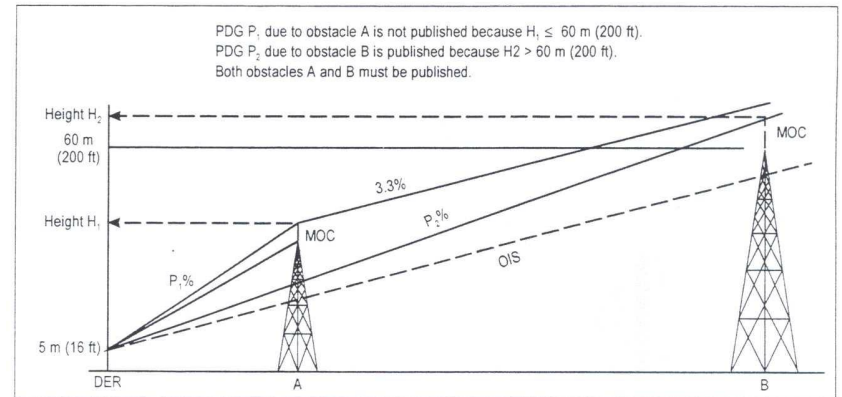 PDG P₁ due to obstacle A is not published because H₁ ≤ 60 m (200 ft).
PDG P₂ due to obstacle B is published because H2 > 60 m (200 ft).
Both obstacles A and B must be published.
Height H₂
60 m
(200 ft)
MOC
3.3%
Height H₁
MOC
P₂%
P₁%
OIS
5 m (16 ft)
DER
A
B